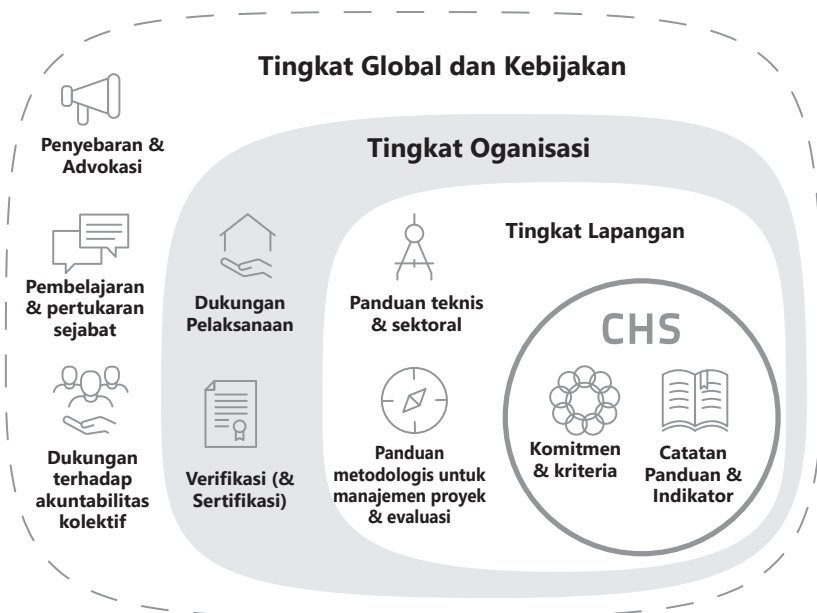 Tingkat Global dan Kebijakan
Penyebaran &
Advokasi
Pembelajaran
& pertukaran
sejabat
Dukungan
terhadap
akuntabilitas
kolektif
Tingkat Oganisasi
Dukungan
Pelaksanaan
Verifikasi (&
Sertifikasi)
Tingkat Lapangan
Panduan teknis
& sektoral
Panduan
metodologis untuk
manajemen proyek
& evaluasi
CHS
Komitmen
& kriteria
Catatan
Panduan &
Indikator